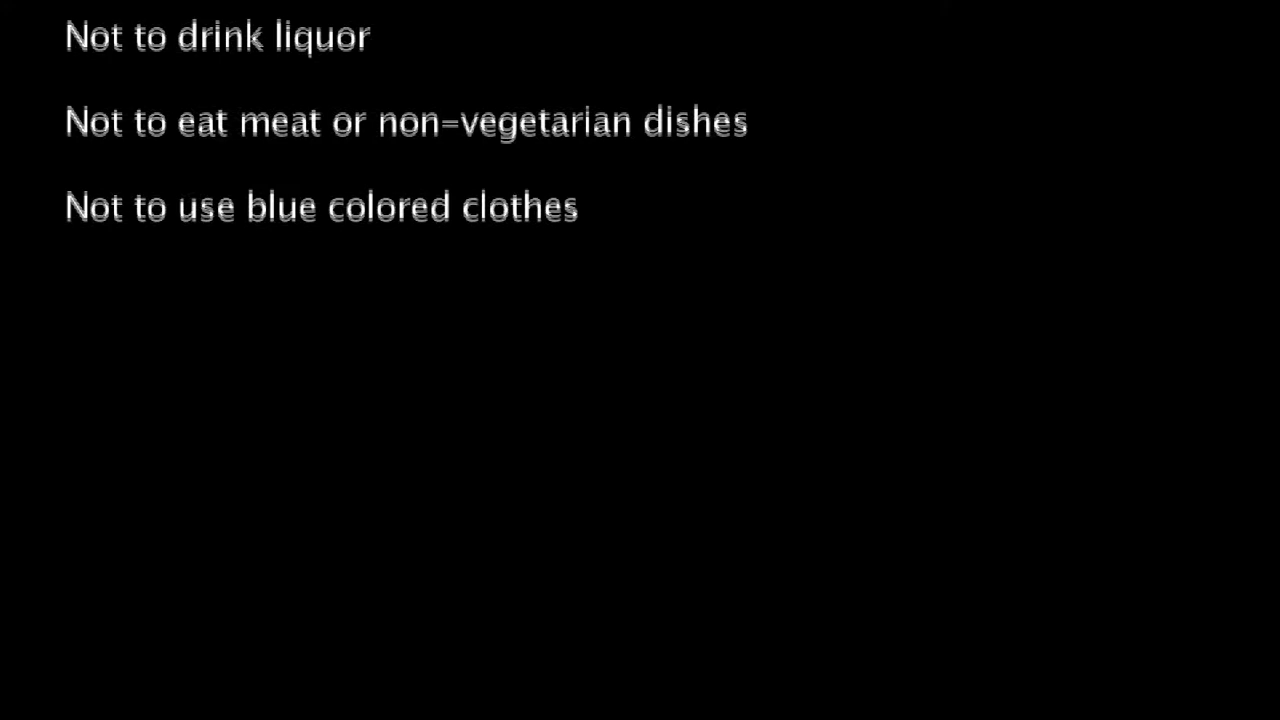 Not to drink liquor
Not to eat meat or non-vegetarian dishes
Not to use blue colored clothes